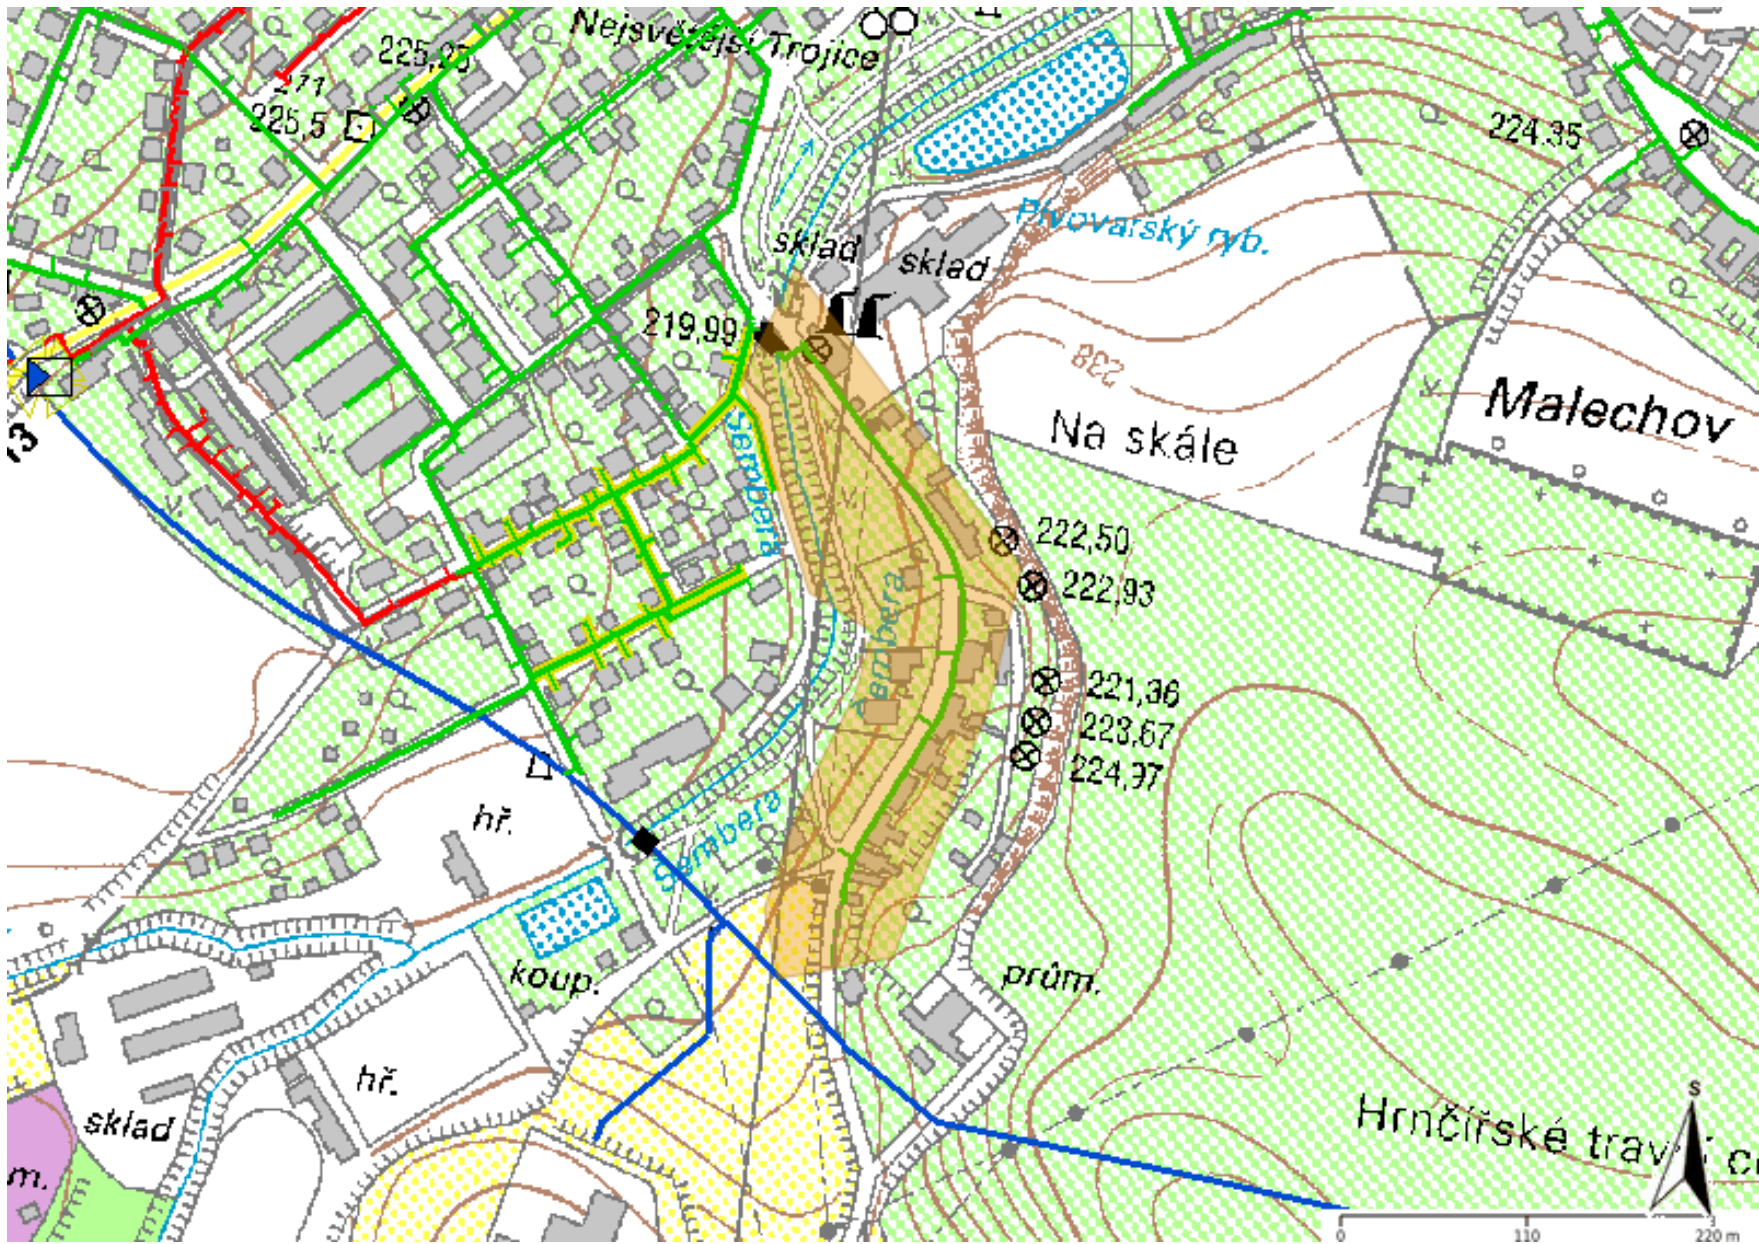 Nejsvětější Trojice
225,25
271
225,5
224.35
Pivovarský ryb.
sklad
sklad
219,99
238
Malechov
Na skále
Šembera
222,50
222,93
Šembera
221,36
223,67
224,97
hř.
Šembera
koup.
prům.
hř.
sklad
Hrnčířské trav
S
0 110 220 m